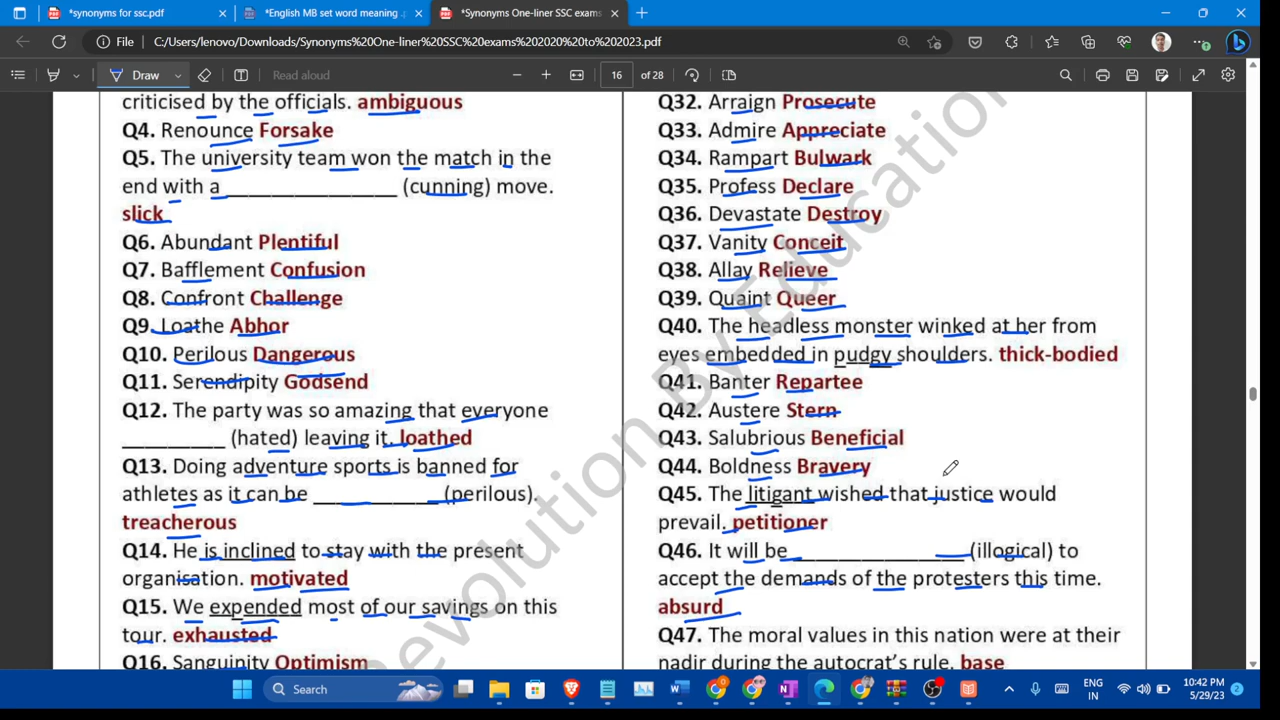 *synonyms for ssc.pdf
*English MB set word meaning .p
*Synonyms One-liner SSC exams
File
C:/Users/lenovo/Downloads/Synonyms%20One-liner%20SSC%20exams%202020%20to%202023.pdf
Draw
Read aloud
16
of 28
criticised by the officials. ambiguous
Q4. Renounce Forsake
Q5. The university team won the match in the
end with a ________________ (cunning) move.
slick
Q6. Abundant Plentiful
Q7. Bafflement Confusion
Q8. Confront Challenge
Q9. Loathe Abhor
Q10. Perilous Dangerous
Q11. Serendipity Godsend
Q12. The party was so amazing that everyone
_________ (hated) leaving it. loathed
Q13. Doing adventure sports is banned for
athletes as it can be ____________ (perilous).
treacherous
Q14. He is inclined to stay with the present
organisation. motivated
Q15. We expended most of our savings on this
tour. exhausted
Q16. Sanguinity Optimism
Q32. Arraign Prosecute
Q33. Admire Appreciate
Q34. Rampart Bulwark
Q35. Profess Declare
Q36. Devastate Destroy
Q37. Vanity Conceit
Q38. Allay Relieve
Q39. Quaint Queer
Q40. The headless monster winked at her from
eyes embedded in pudgy shoulders. thick-bodied
Q41. Banter Repartee
Q42. Austere Stern
Q43. Salubrious Beneficial
Q44. Boldness Bravery
Q45. The litigant wished that justice would
prevail. petitioner
Q46. It will be ________________ (illogical) to
accept the demands of the protesters this time.
absurd
Q47. The moral values in this nation were at their
nadir during the autocrat's rule. base
Revolution By Education
Search
ENG
IN
10:42 PM
5/29/23